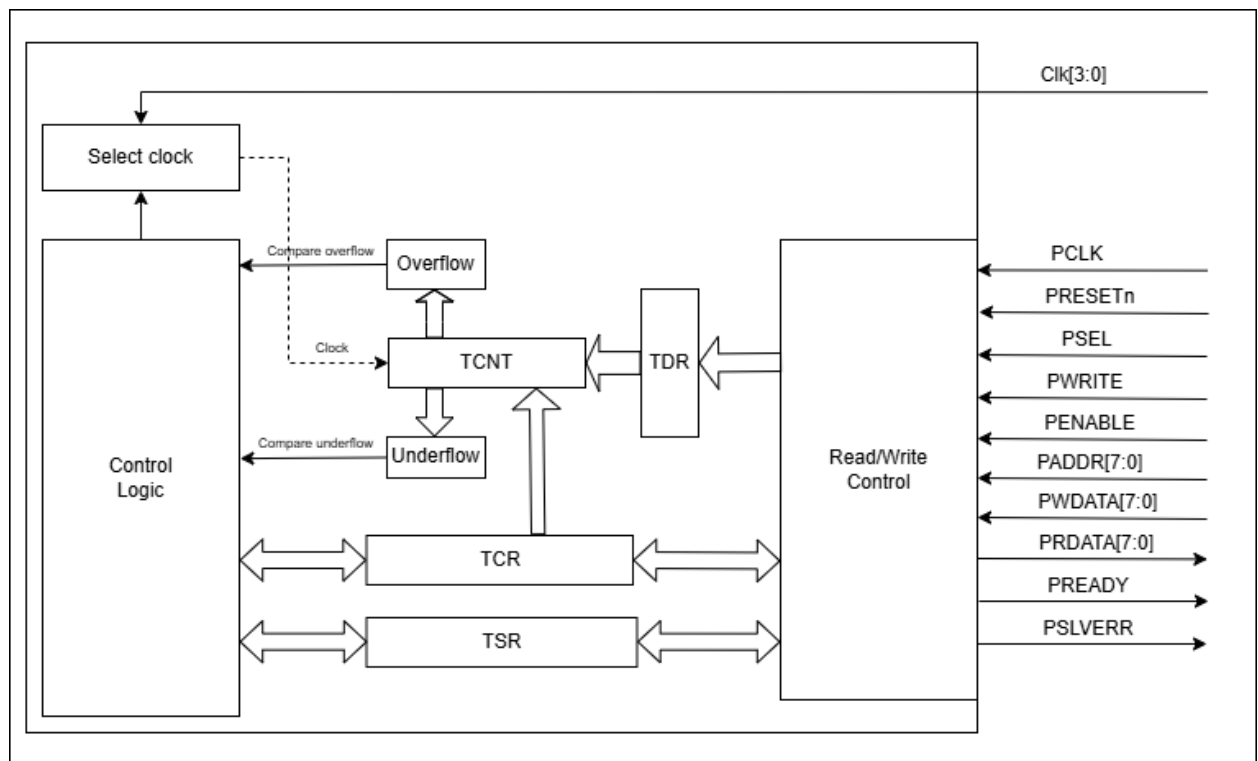 Clk[3:0]
Select clock
Compare overflow
Overflow
PCLK
PRESETn
Clock
TCNT
TDR
PSEL
PWRITE
PENABLE
Compare underflow
Underflow
Control
Logic
Read/Write
Control
PADDR[7:0]
PWDATA[7:0]
PRDATA[7:0]
TCR
PREADY
TSR
PSLVERR